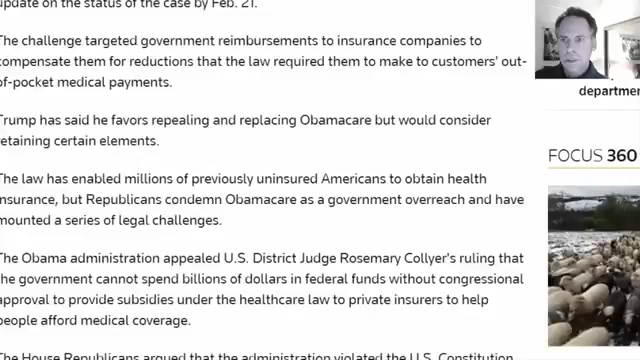 update on the status of the case by Feb. 21.
The challenge targeted government reimbursements to insurance companies to
compensate them for reductions that the law required them to make to customers' out-
of-pocket medical payments.
Trump has said he favors repealing and replacing Obamacare but would consider
retaining certain elements.
The law has enabled millions of previously uninsured Americans to obtain health
insurance, but Republicans condemn Obamacare as a government overreach and have
mounted a series of legal challenges.
The Obama administration appealed U.S. District Judge Rosemary Collyer's ruling that
the government cannot spend billions of dollars in federal funds without congressional
approval to provide subsidies under the healthcare law to private insurers to help
people afford medical coverage.
The House Republicans argued that the administration violated the U.S. Constitution
departmen
FOCUS 360